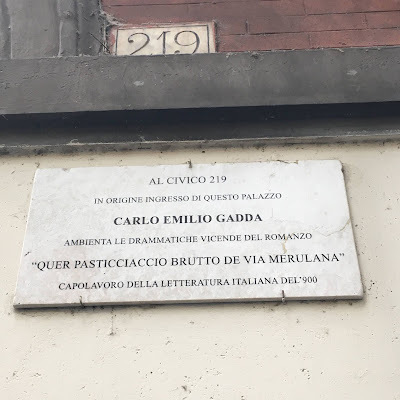 219
AL CIVICO 219
IN ORIGINE INGRESSO DI QUESTO PALAZZO
CARLO EMILIO GADDA
AMBIENTA LE DRAMMATICHE VICENDE DEL ROMANZO
“QUER PASTICCIACCIO BRUTTO DE VIA MERULANA”
CAPOLAVORO DELLA LETTERATURA ITALIANA DEL’900